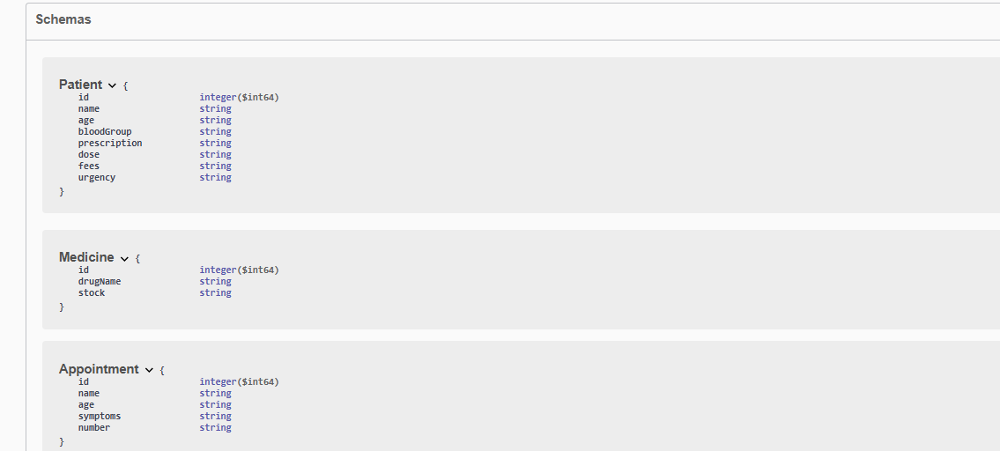 Schemas
Patient {
id integer($int64)
name string
age string
bloodGroup string
prescription string
dose string
fees string
urgency string
}
Medicine {
id integer($int64)
drugName string
stock string
}
Appointment {
id integer($int64)
name string
age string
symptoms string
number string
}